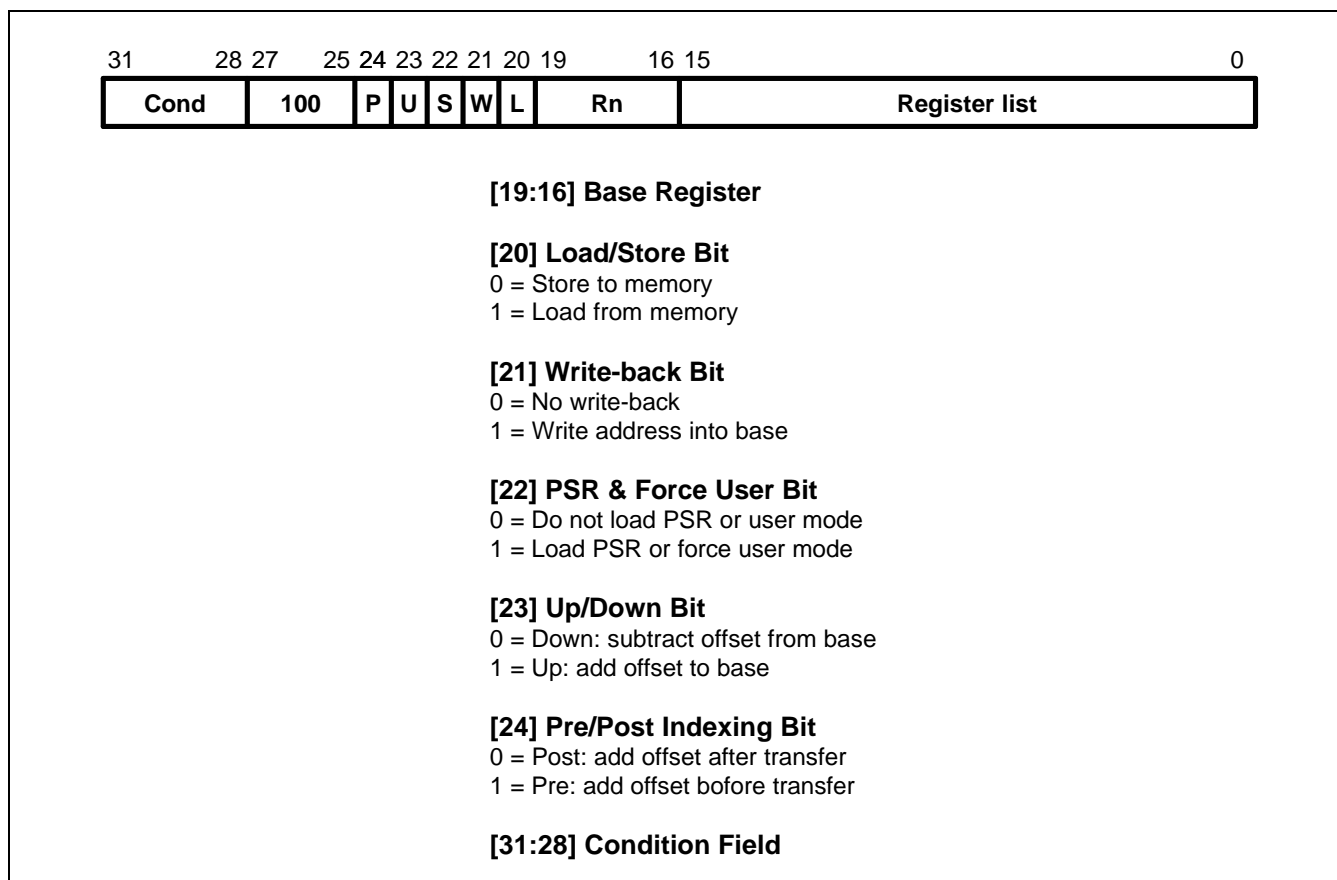 31 28 27 25 24 23 22 21 20 19 16 15 0
Cond 100 P U S W L Rn Register list
[19:16] Base Register
[20] Load/Store Bit
0 = Store to memory
1 = Load from memory
[21] Write-back Bit
0 = No write-back
1 = Write address into base
[22] PSR & Force User Bit
0 = Do not load PSR or user mode
1 = Load PSR or force user mode
[23] Up/Down Bit
0 = Down: subtract offset from base
1 = Up: add offset to base
[24] Pre/Post Indexing Bit
0 = Post: add offset after transfer
1 = Pre: add offset bofore transfer
[31:28] Condition Field